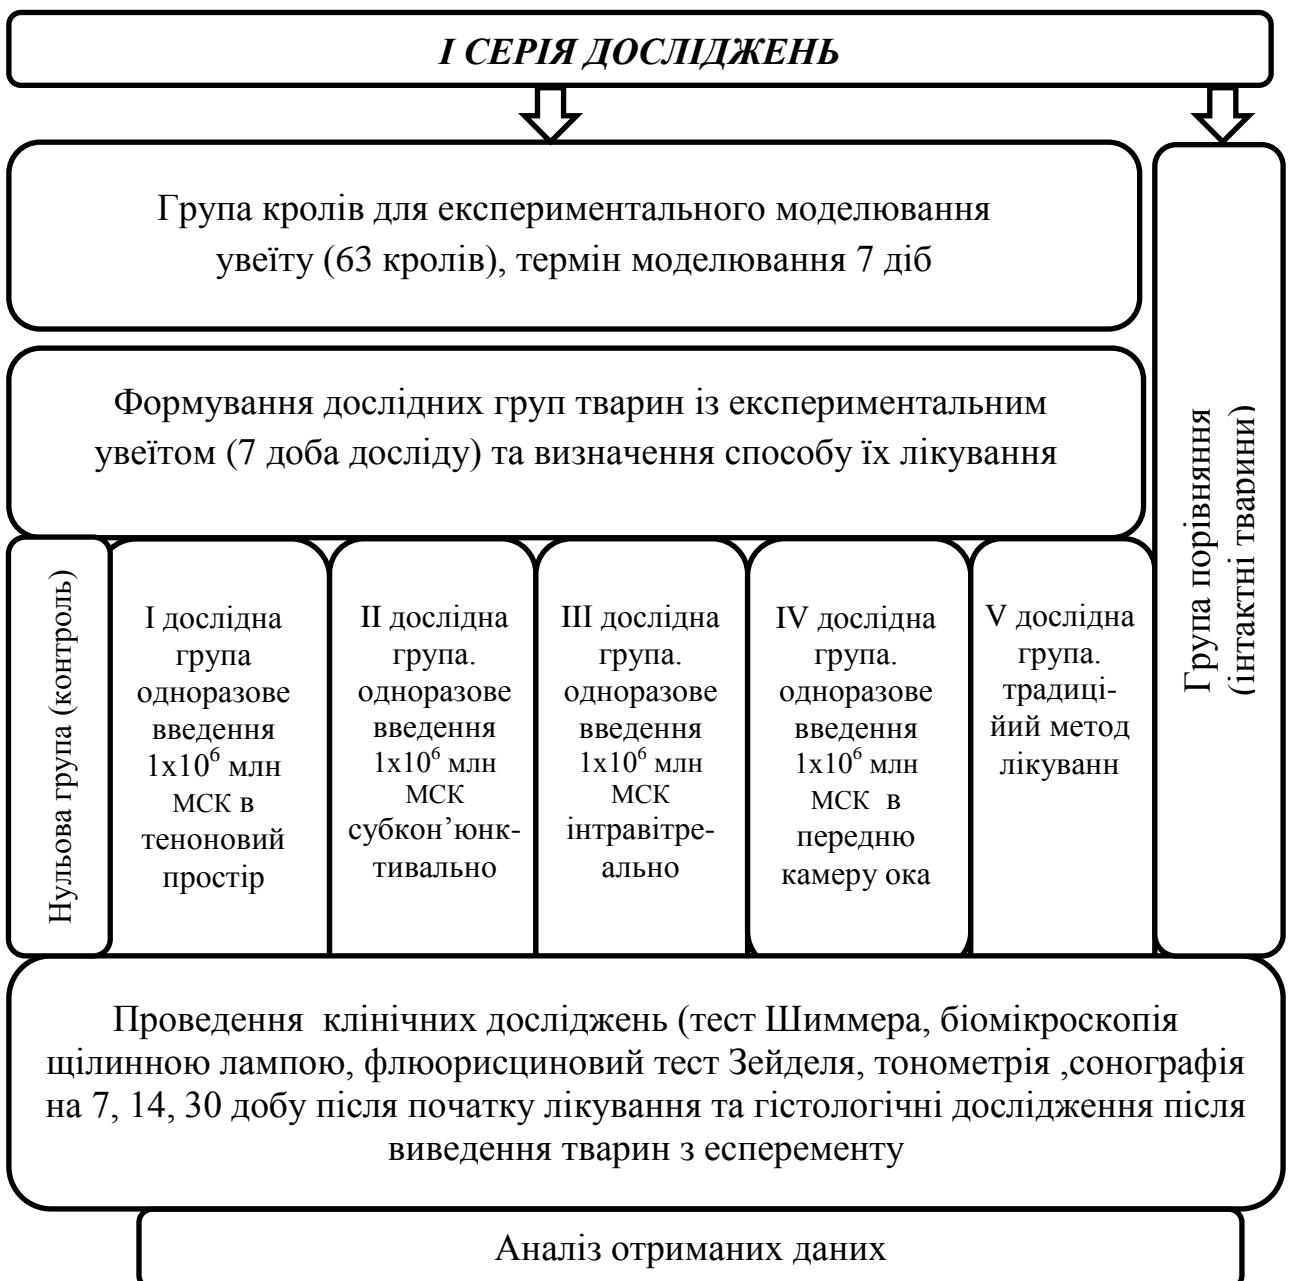 І СЕРІЯ ДОСЛІДЖЕНЬ
Група кролів для експериментального моделювання
увеїту (63 кролів), термін моделювання 7 діб
Формування дослідних груп тварин із експериментальним
увеїтом (7 доба досліду) та визначення способу їх лікування
Нульова група (контроль)
І дослідна
група
одноразове
введення
1х10⁶ млн
МСК в
теноновий
простір
ІІ дослідна
група.
одноразове
введення
1х10⁶ млн
МСК
субкон’юнк-
тивально
ІІІ дослідна
група.
одноразове
введення
1х10⁶ млн
МСК
інтравітре-
ально
IV дослідна
група.
одноразове
введення
1х10⁶ млн
МСК в
передню
камеру ока
V дослідна
група.
традиці-
йий метод
лікуванн
Група порівняння
(інтактні тварини)
Проведення клінічних досліджень (тест Шиммера, біомікроскопія
щілинною лампою, флюорисциновий тест Зейделя, тонометрія ,сонографія
на 7, 14, 30 добу після початку лікування та гістологічні дослідження після
виведення тварин з есперементу
Аналіз отриманих даних